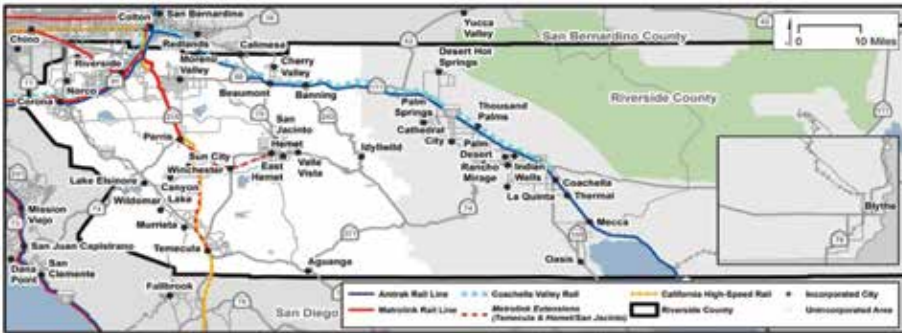 Colton
San Bernardino
38
Yucca
Valley
San Bernardino County
0 10 Miles
Chino
Redlands
Calimesa
Desert Hot
Springs
Riverside
Moreno
Valley
Cherry
Valley
Norco
Corona
Beaumont
Banning
Riverside County
Palm
Springs
Thousand
Palms
Cathedral
City
San
Jacinto
Perris
Sun City
Hemet
Winchester
East
Hemet
Valle
Vista
Idyllwild
Palm
Desert
Rancho
Mirage
Indian
Wells
Coachella
La Quinta
Thermal
Lake Elsinore
Canyon
Lake
Wildomar
Mission
Viejo
Murrieta
74
Mecca
Blythe
78
San Juan Capistrano
Temecula
Oasis
Dana
Point
San
Clemente
Aguanga
Fallbrook
San Diego
Amtrak Rail Line
Coachella Valley Rail
California High-Speed Rail
Incorporated City
Metrolink Rail Line
Metrolink Extensions
(Temecula & Hemet/San Jacinto)
Riverside County
Unincorporated Area